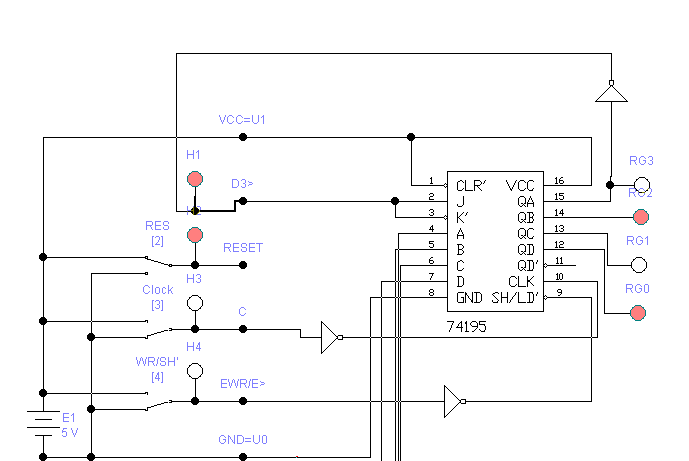 VCC=U1
H1
D3>
H2
RES
[2]
RESET
H3
Clock
[3]
C
H4
WR/SH'
[4]
EWR/E>
E1
5 V
GND=U0
1 CLR' VCC 16
2 J QA 15
3 K' QB 14
4 A QC 13
5 B QD 12
6 C QD' 11
7 D CLK 10
8 GND SH/LD' 9
74195
RG3
RG2
RG1
RG0